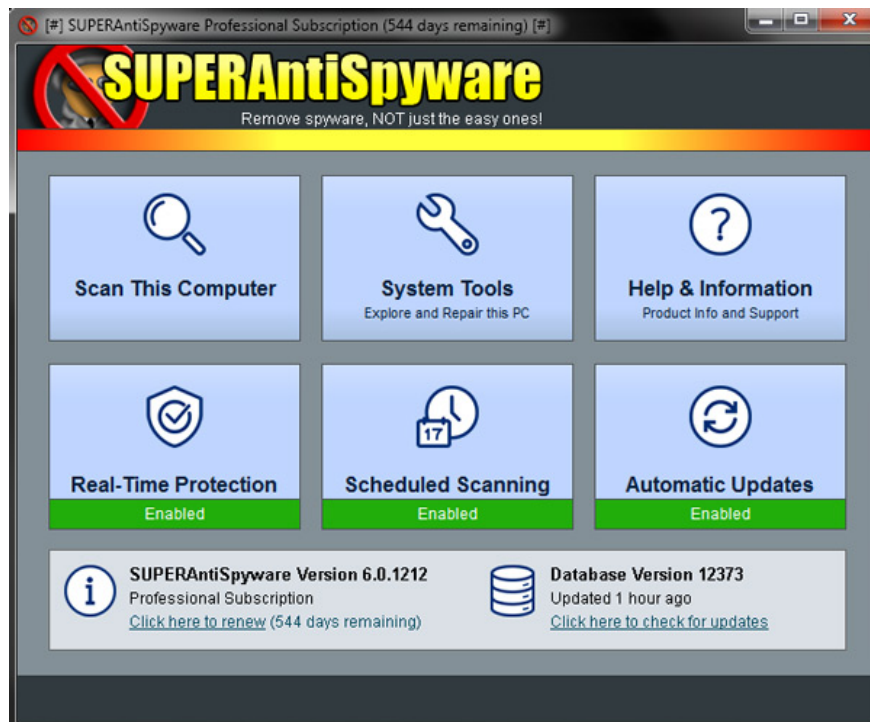 [#] SUPERAntiSpyware Professional Subscription (544 days remaining) [#]
SUPERAntiSpyware
Remove spyware, NOT just the easy ones!
Scan This Computer
System Tools
Explore and Repair this PC
Help & Information
Product Info and Support
17
Real-Time Protection
Enabled
Scheduled Scanning
Enabled
Automatic Updates
Enabled
SUPERAntiSpyware Version 6.0.1212
Professional Subscription
Click here to renew (544 days remaining)
Database Version 12373
Updated 1 hour ago
Click here to check for updates